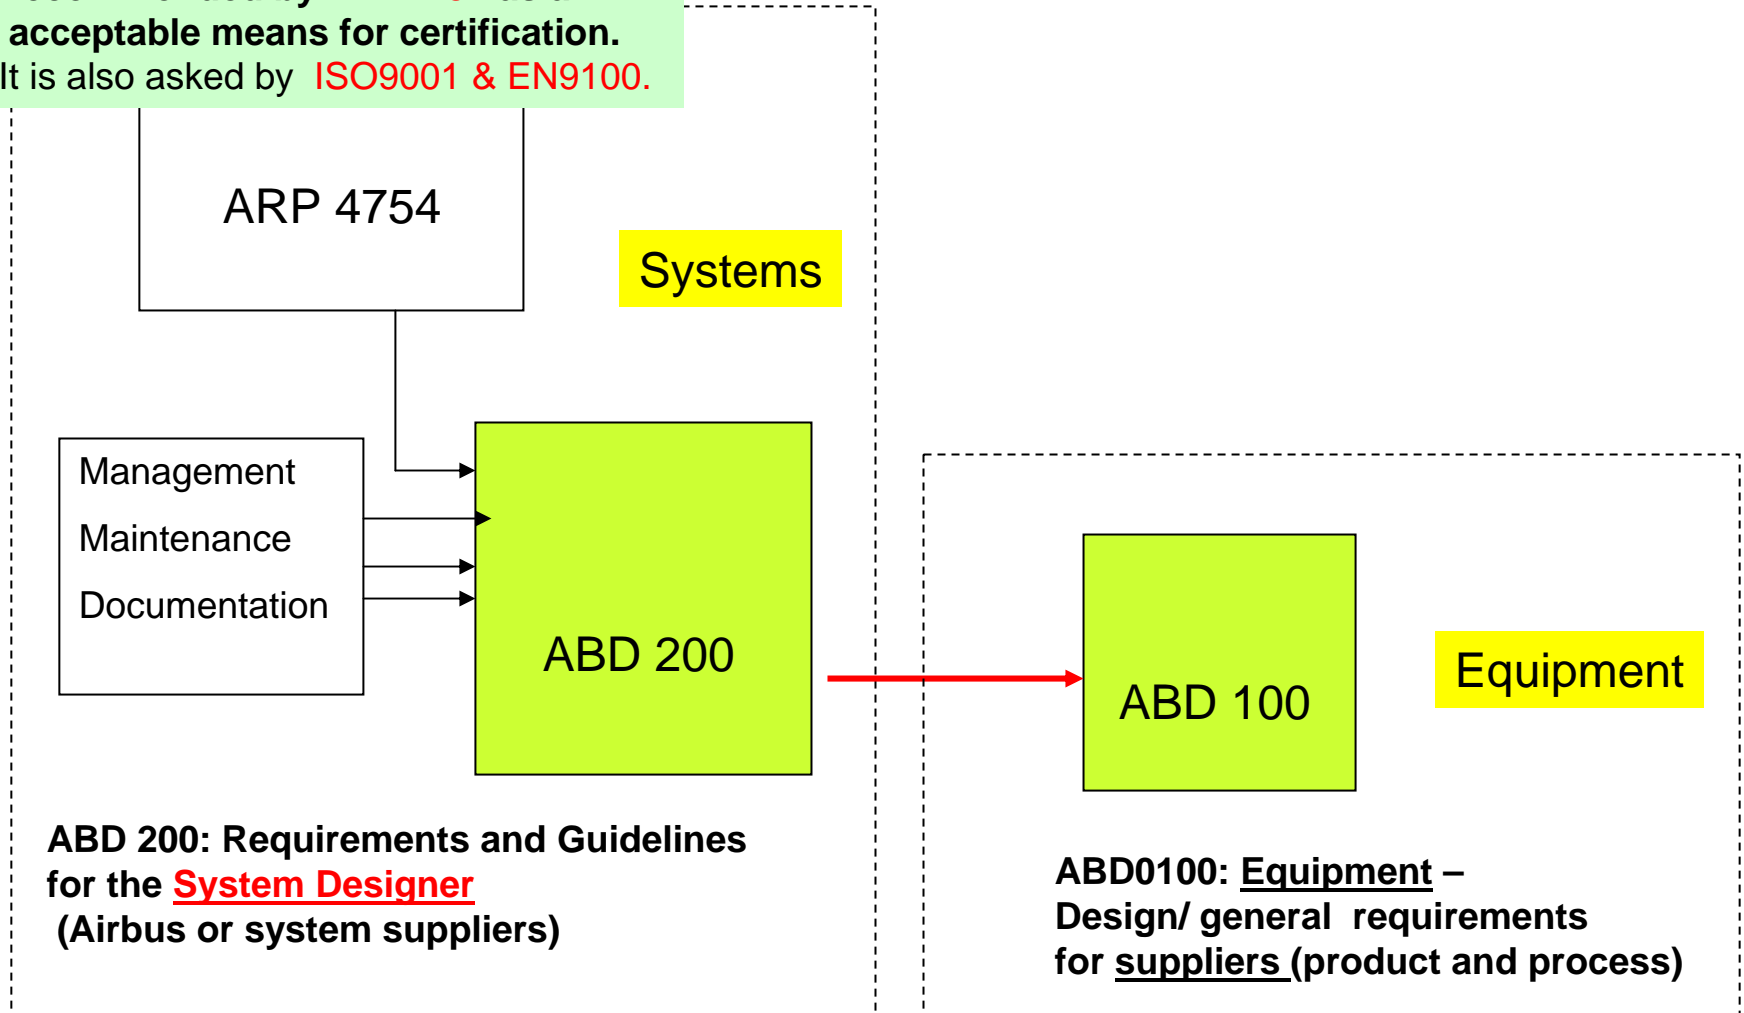 by as a
acceptable means for certification.
It is also asked by ISO9001 & EN9100.
ARP 4754
Systems
Management
Maintenance
Documentation
ABD 200
ABD 100
Equipment
ABD 200: Requirements and Guidelines
for the System Designer
(Airbus or system suppliers)
ABD0100: Equipment –
Design/ general requirements
for suppliers (product and process)